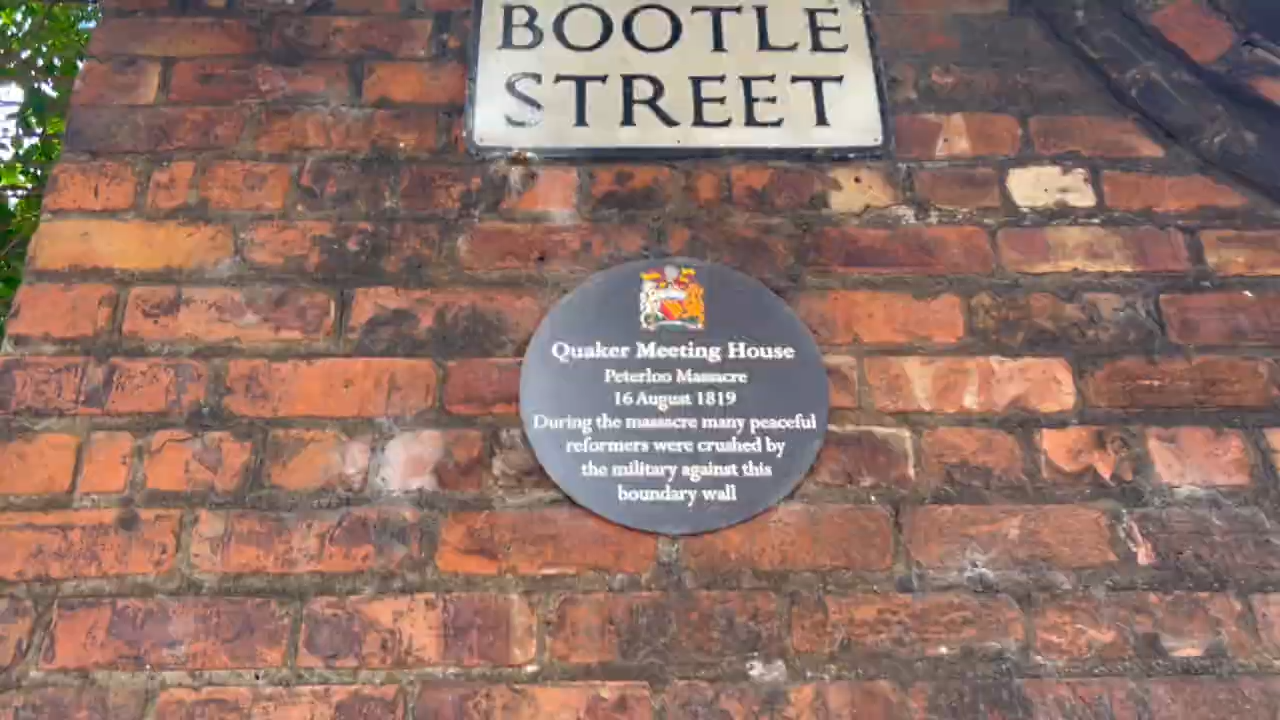 BOOTLE
STREET
Quaker Meeting House
Peterloo Massacre
16 August 1819
During the massacre many peaceful
reformers were crushed by
the military against this
boundary wall